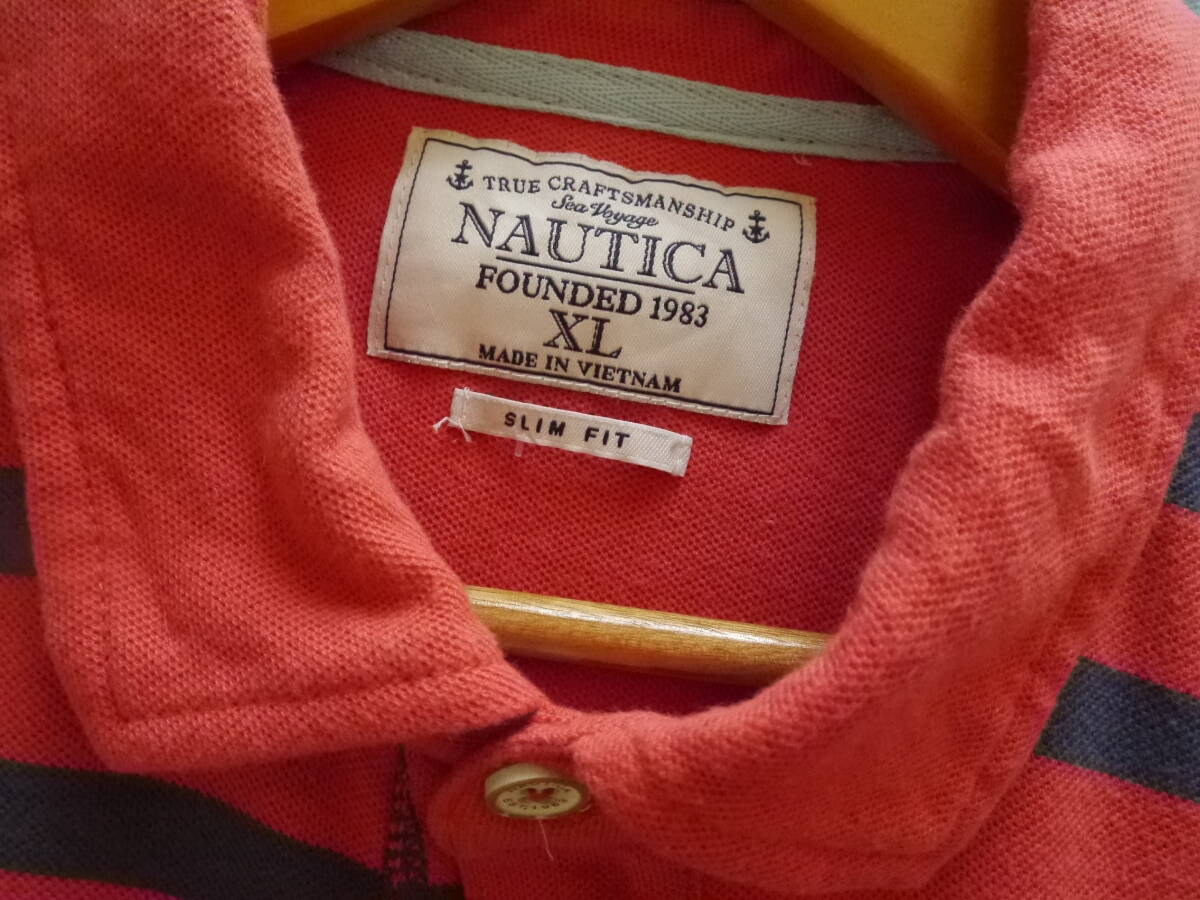 TRUE CRAFTSMANSHIP
Sea Voyage
NAUTICA
FOUNDED 1983
XL
MADE IN VIETNAM
SLIM FIT